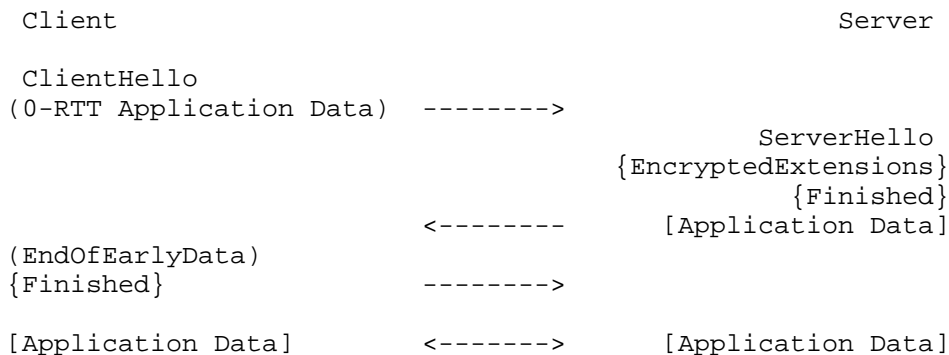 Client Server
ClientHello
(0-RTT Application Data) -------->
ServerHello
{EncryptedExtensions}
{Finished}
<-------- [Application Data]
(EndOfEarlyData)
{Finished} -------->
[Application Data] <-------> [Application Data]